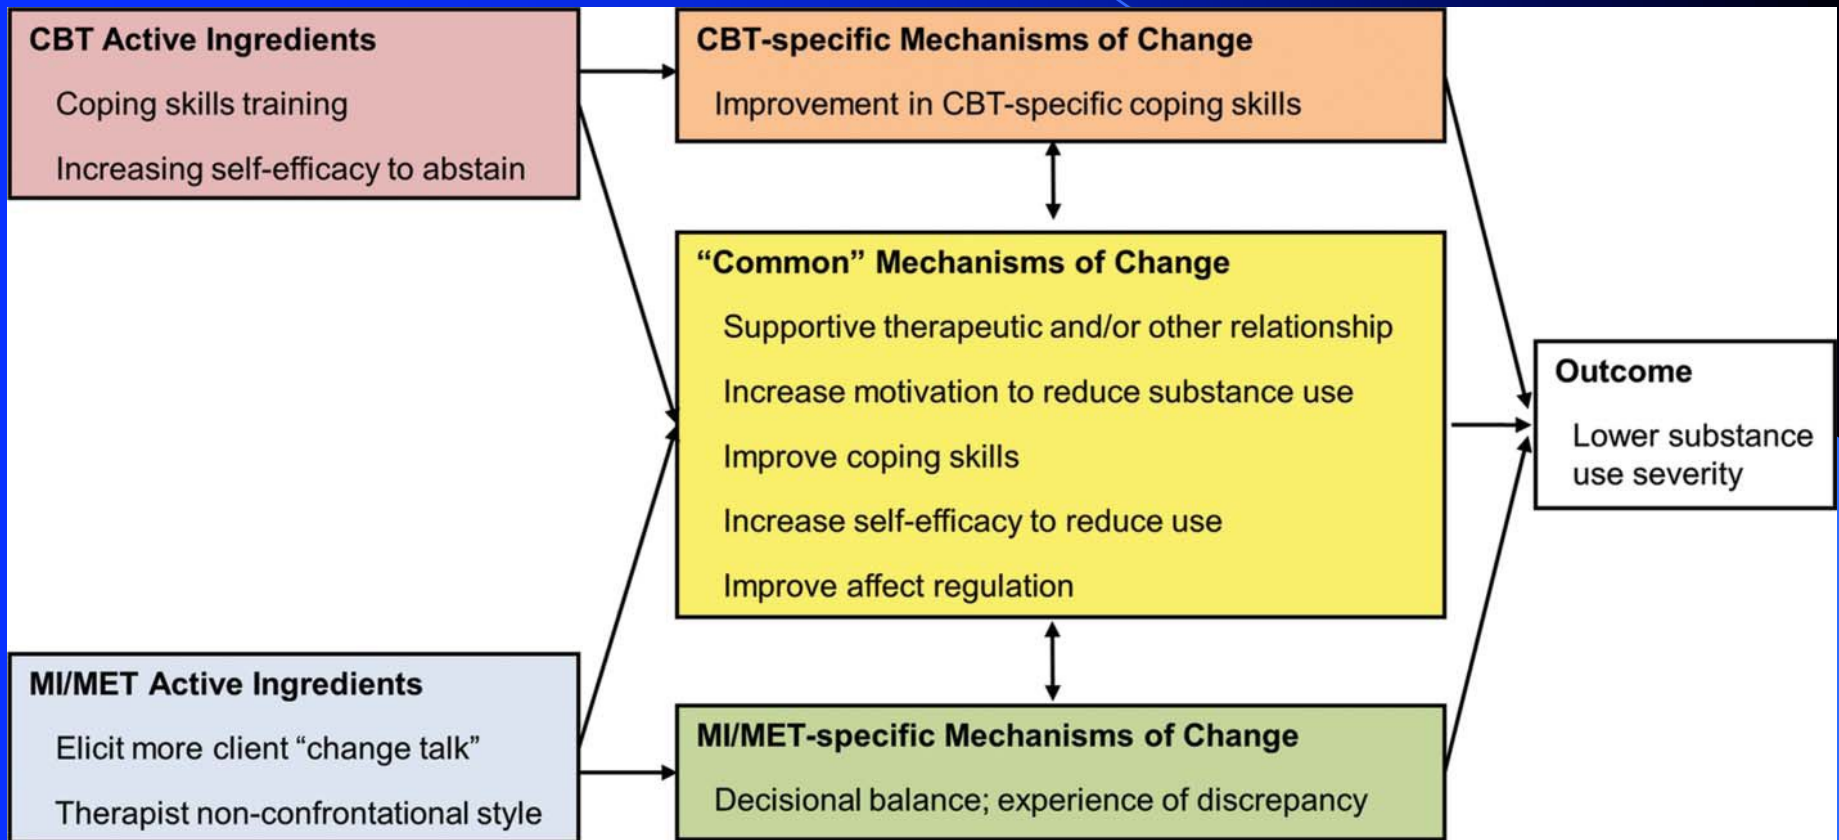 CBT Active Ingredients
Coping skills training
Increasing self-efficacy to abstain
CBT-specific Mechanisms of Change
Improvement in CBT-specific coping skills
“Common” Mechanisms of Change
Supportive therapeutic and/or other relationship
Increase motivation to reduce substance use
Improve coping skills
Increase self-efficacy to reduce use
Improve affect regulation
MI/MET Active Ingredients
Elicit more client “change talk”
Therapist non-confrontational style
MI/MET-specific Mechanisms of Change
Decisional balance; experience of discrepancy
Outcome
Lower substance
use severity